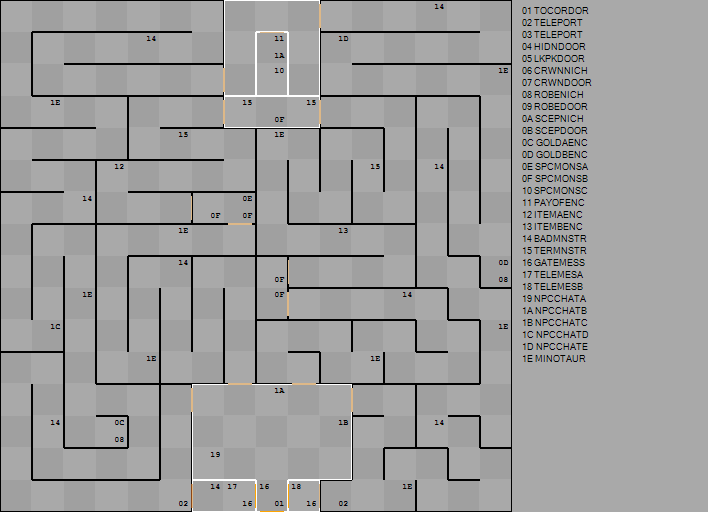 14 01 TOCORDOR
02 TELEPORT
14 11 1D 03 TELEPORT
1A 04 HIDNDOOR
10 1E 05 LKPKDOOR
06 CRWNNICH
1E 15 15 07 CRWNDOOR
0F 08 ROBENICH
15 1E 09 ROBEDOOR
0A SCEPNICH
12 15 14 0B SCEPDOOR
0C GOLDAENC
14 0E 0D GOLDBENC
0F 0F 0E SPCMONSA
1E 13 0F SPCMONSB
10 SPCMONSC
14 0D 11 PAYOFENC
0F 08 12 ITEMAENC
1E 0F 14 13 ITEMBENC
14 BADMNSTR
1C 1E 15 TERMNSTR
16 GATEMESS
1E 1E 17 TELEMESA
18 TELEMESB
1A 19 NPCCHATA
1A NPCCHATB
14 0C 1B 14 1B NPCCHATC
08 1C NPCCHATD
19 1D NPCCHATE
14 17 16 18 1E 1E MINOTAUR
02 16 01 16 02